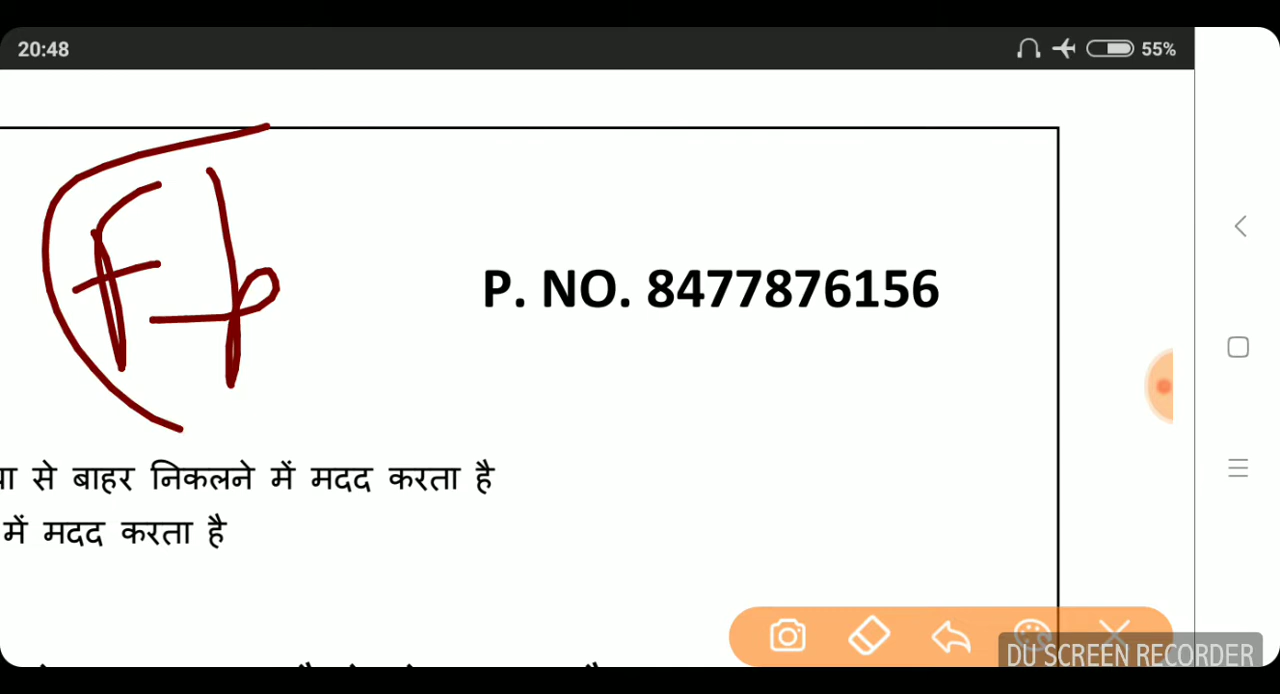 20:48
55%
P. NO. 8477876156
से बाहर निकलने में मदद करता है
में मदद करता है
DU SCREEN RECORDER